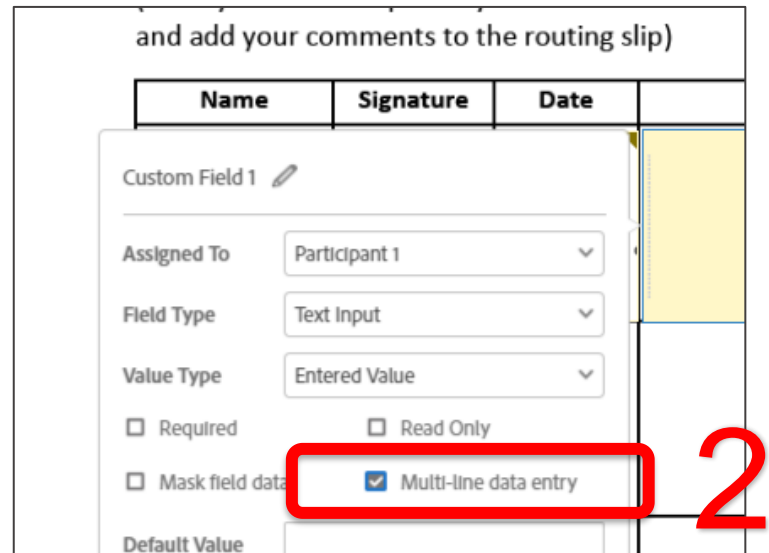 and add your comments to the routing slip)
Name Signature Date
Custom Field 1
Assigned To Participant 1
Field Type Text Input
Value Type Entered Value
Required Read Only
Mask field data Multi-line data entry
2
Default Value